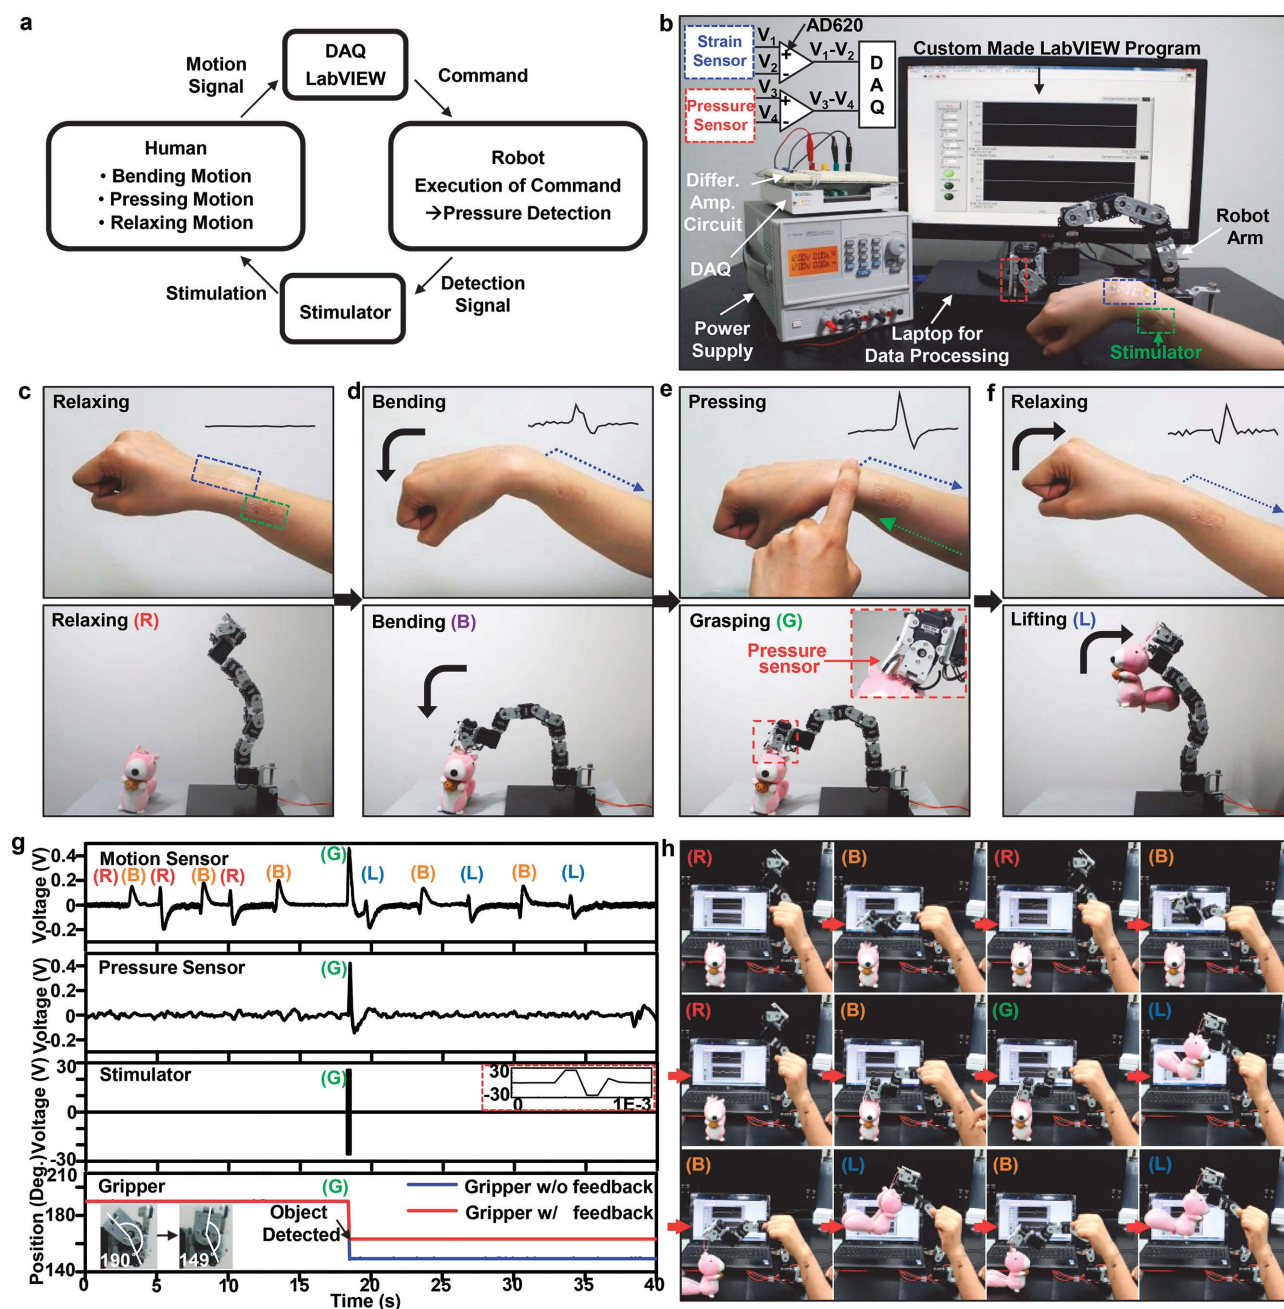 a
Motion
Signal
DAQ
LabVIEW
Command
Human
• Bending Motion
• Pressing Motion
• Relaxing Motion
Robot
Execution of Command
→Pressure Detection
Stimulation
Stimulator
Detection
Signal
b
Strain
Sensor
Pressure
Sensor
V1
V2
V3
V4
+
-
+
-
AD620
V1-V2
V3-V4
D
A
Q
Custom Made LabVIEW Program
Differ.
Amp.
Circuit
DAQ
Power
Supply
Laptop for
Data Processing
Robot
Arm
Stimulator
c
Relaxing
d
Bending
e
Pressing
f
Relaxing
Relaxing (R)
Bending (B)
Grasping (G)
Pressure
sensor
Lifting (L)
g
Voltage (V)
0.4
0.2
0
-0.2
Motion Sensor
(R) (B) (R) (B) (R) (B) (G) (L) (B) (L) (B) (L)
Voltage (V)
0.4
0.2
0
-0.2
Pressure Sensor
(G)
Voltage (V)
30
0
-30
Stimulator
(G)
30
-30
0 1E-3
Position (Deg.)
210
180
140
Gripper
(G)
Object
Detected
Gripper w/o feedback
Gripper w/ feedback
190° 149°
0 5 10 15 20 25 30 35 40
Time (s)
h
(R) (B) (R) (B)
(R) (B) (G) (L)
(B) (L) (B) (L)